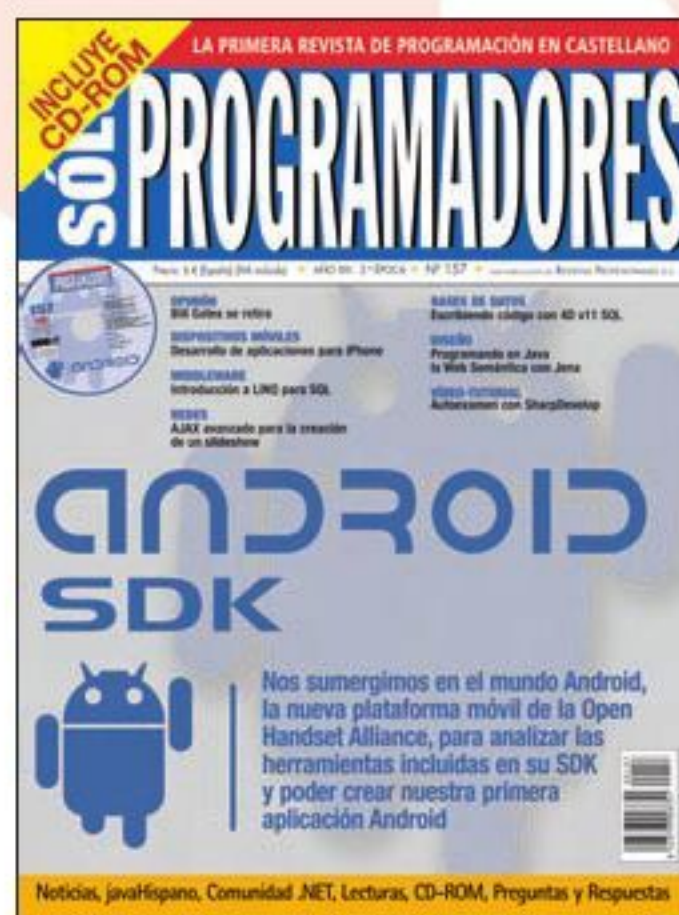 INCLUYE
CD-ROM
LA PRIMERA REVISTA DE PROGRAMACIÓN EN CASTELLANO
SÓL
PROGRAMADORES
Nº 157
OPINIÓN
Bill Gates se retira
DISPOSITIVOS MÓVILES
Desarrollo de aplicaciones para iPhone
MIDDLEWARE
Introducción a LINQ para SQL
REDES
AJAX avanzado para la creación
de un slideshow
BASES DE DATOS
Escribiendo código con 4D v11 SQL
DISEÑO
Programando en Java
la Web Semántica con Jena
VÍDEO-TUTORIAL
Autoexamen con SharpDevelop
ANDROID
ANDROID
SDK
Nos sumergimos en el mundo Android,
la nueva plataforma móvil de la Open
Handset Alliance, para analizar las
herramientas incluidas en su SDK
y poder crear nuestra primera
aplicación Android
Noticias, javaHispano, Comunidad .NET, Lecturas, CD-ROM, Preguntas y Respuestas